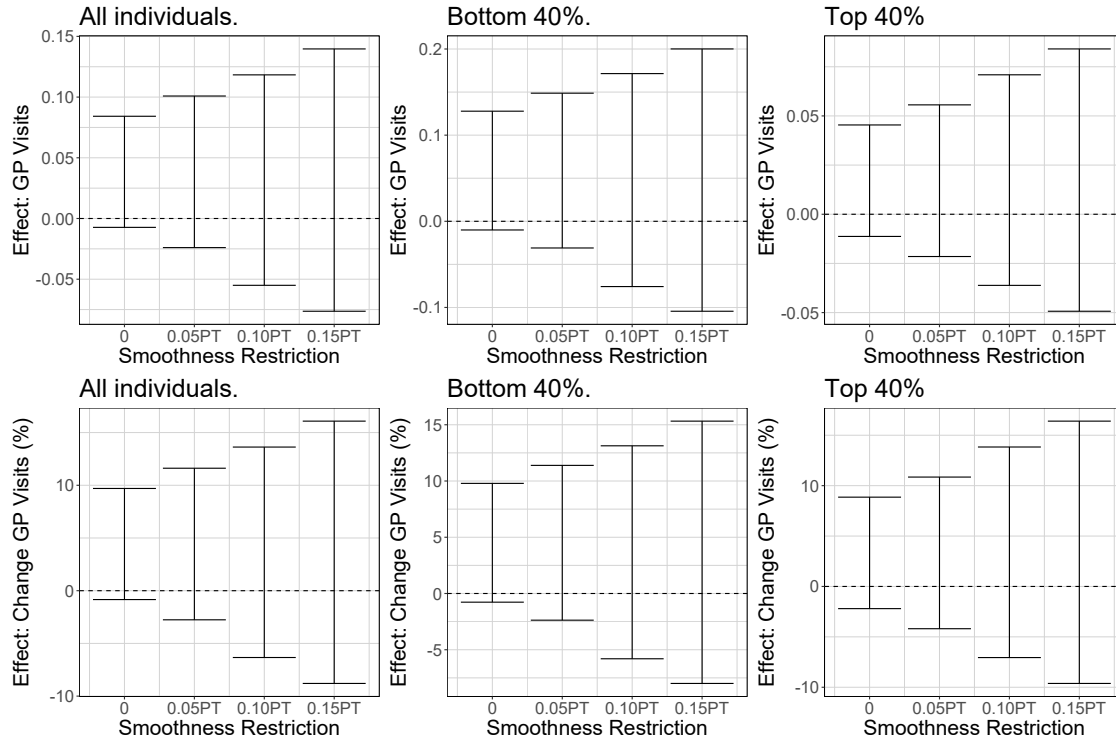 All individuals.
Effect: GP Visits
0.15
0.10
0.05
0.00
-0.05
0 0.05PT 0.10PT 0.15PT
Smoothness Restriction
Bottom 40%.
Effect: GP Visits
0.2
0.1
0.0
-0.1
0 0.05PT 0.10PT 0.15PT
Smoothness Restriction
Top 40%
Effect: GP Visits
0.05
0.00
-0.05
0 0.05PT 0.10PT 0.15PT
Smoothness Restriction
All individuals.
Effect: Change GP Visits (%)
10
0
-10
0 0.05PT 0.10PT 0.15PT
Smoothness Restriction
Bottom 40%.
Effect: Change GP Visits (%)
15
10
5
0
-5
0 0.05PT 0.10PT 0.15PT
Smoothness Restriction
Top 40%
Effect: Change GP Visits (%)
10
0
-10
0 0.05PT 0.10PT 0.15PT
Smoothness Restriction